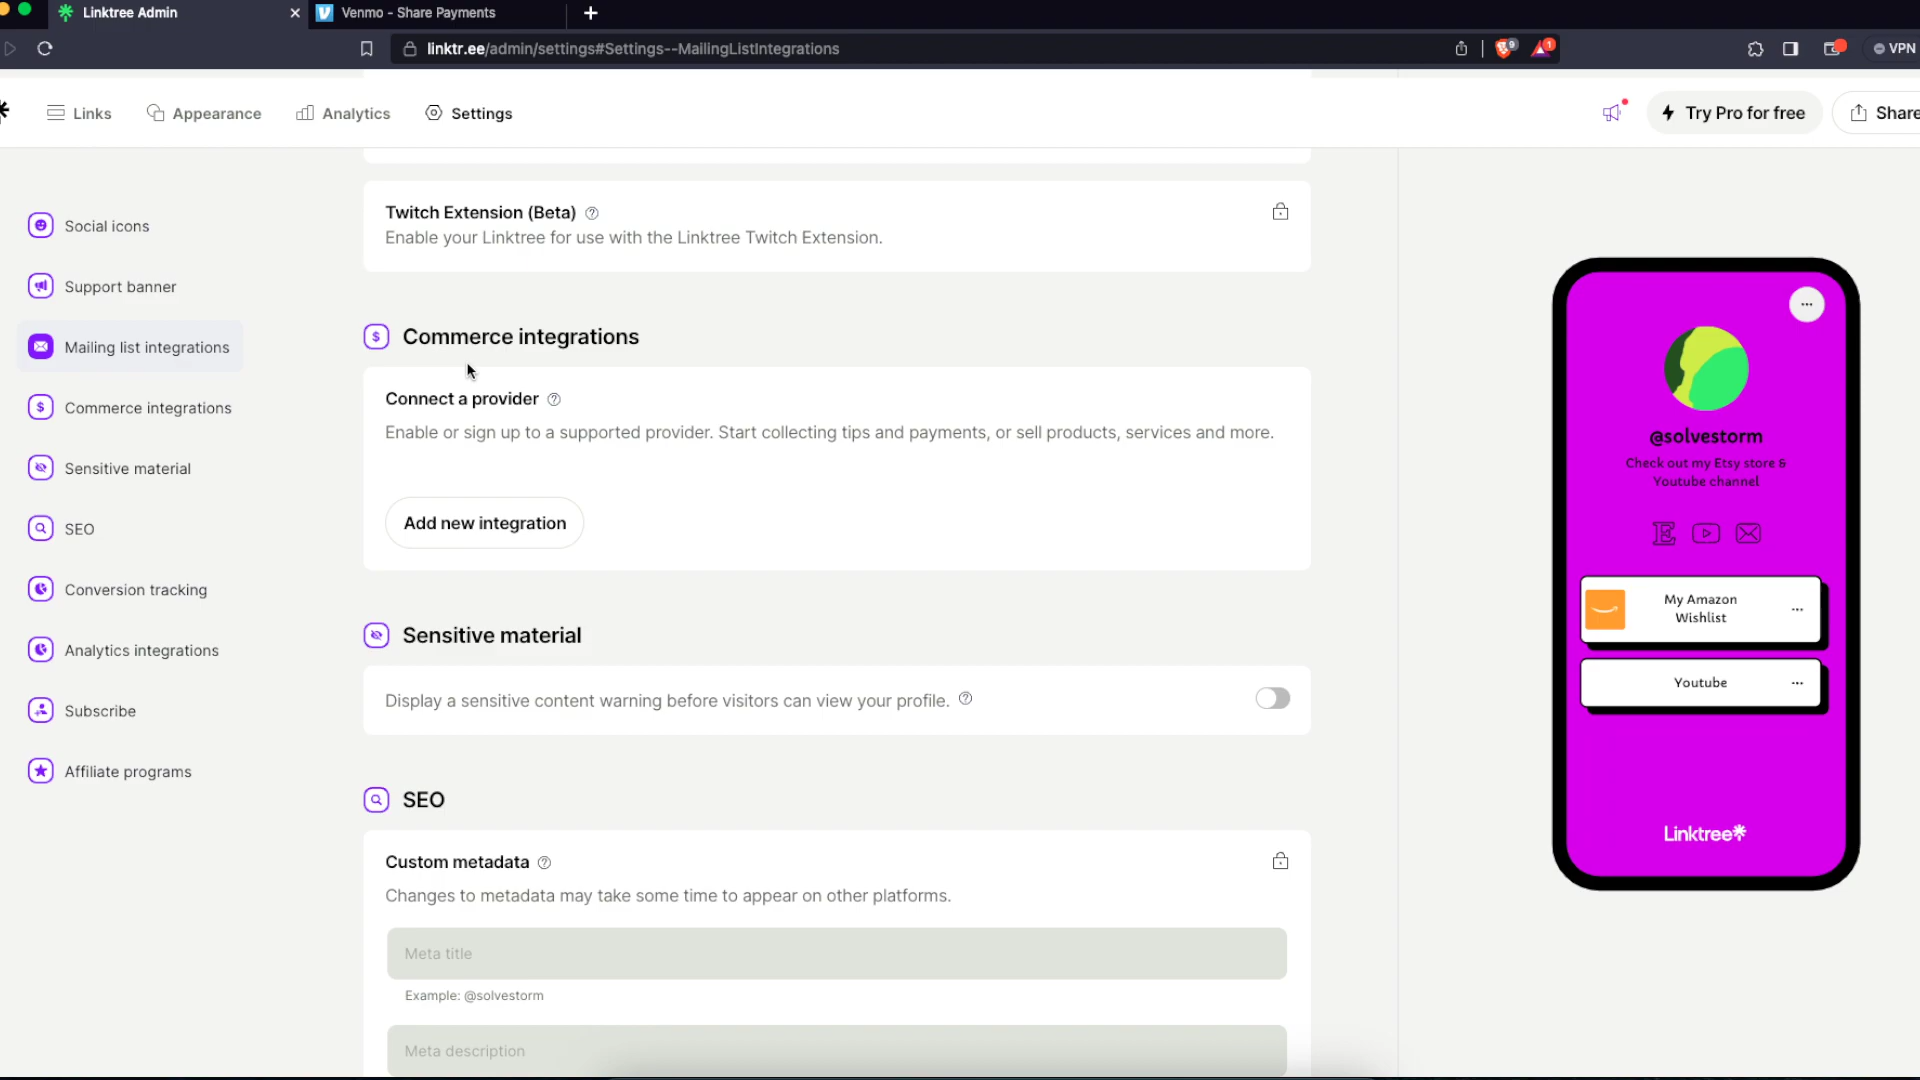 Linktree Admin
Venmo - Share Payments
linktr.ee/admin/settings#Settings--MailingListIntegrations
9
1
VPN
Links
Appearance
Analytics
Settings
Try Pro for free
Share
Social icons
Support banner
Mailing list integrations
Commerce integrations
Sensitive material
SEO
Conversion tracking
Analytics integrations
Subscribe
Affiliate programs
Twitch Extension (Beta)
Enable your Linktree for use with the Linktree Twitch Extension.
Commerce integrations
Connect a provider
Enable or sign up to a supported provider. Start collecting tips and payments, or sell products, services and more.
Add new integration
Sensitive material
Display a sensitive content warning before visitors can view your profile.
SEO
Custom metadata
Changes to metadata may take some time to appear on other platforms.
Meta title
Example: @solvestorm
Meta description
@solvestorm
Check out my Etsy store &
Youtube channel
My Amazon
Wishlist
Youtube
Linktree